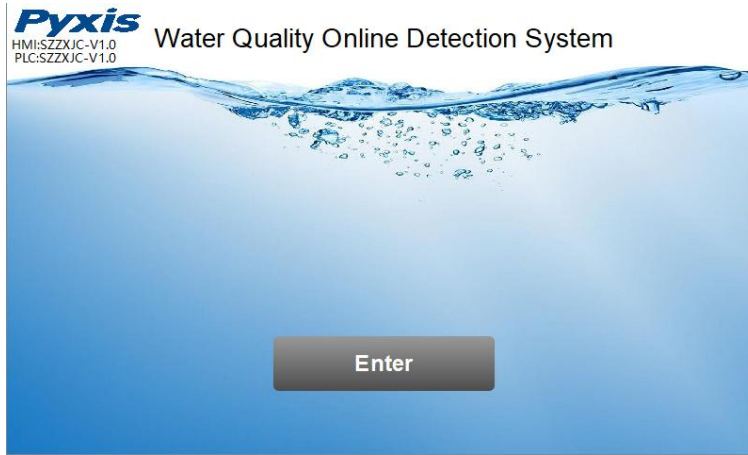 Pyxis
HMI:SZZXJC-V1.0
PLC:SZZXJC-V1.0
Water Quality Online Detection System
Enter